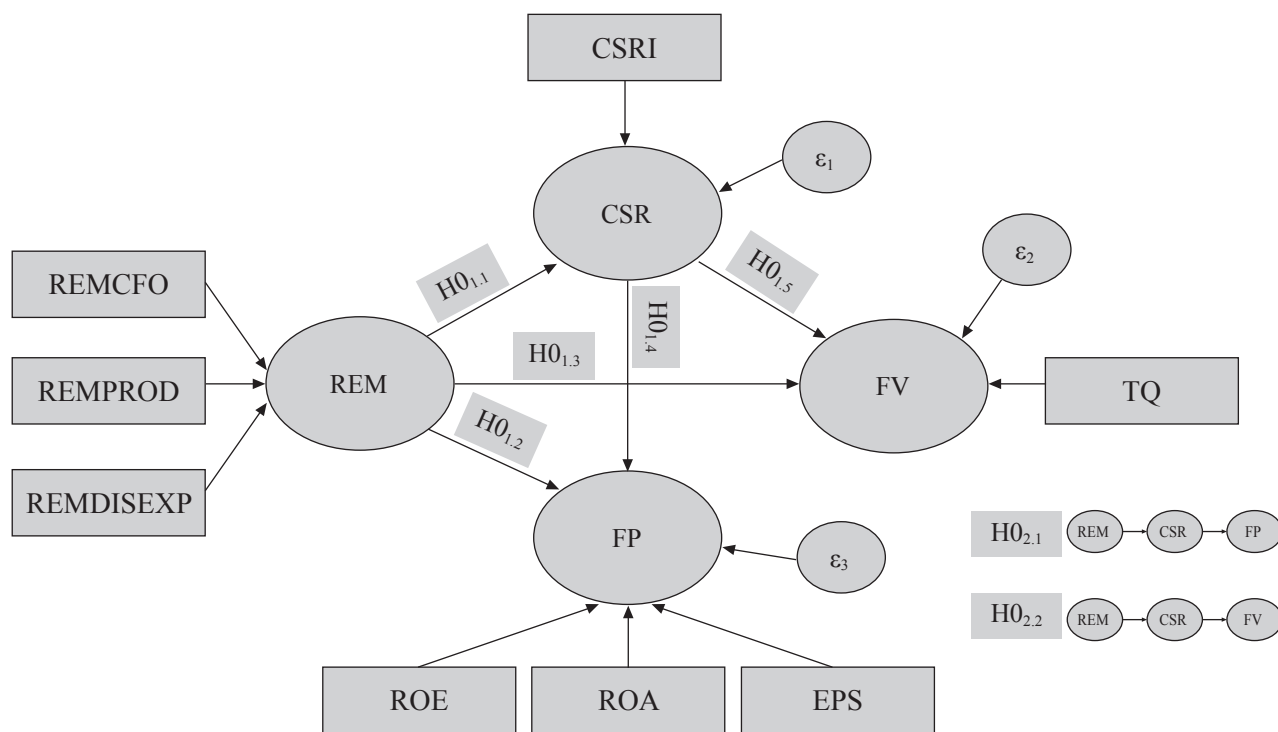 CSRI
ε₁
CSR
ε₂
REMCFO
H0₁.₁
H0₁.₅
H0₁.₄
H0₁.₃
REMPROD
REM
FV
TQ
H0₁.₂
REMDISEXP
FP
ε₃
H0₂.₁ REM CSR FP
H0₂.₂ REM CSR FV
ROE
ROA
EPS